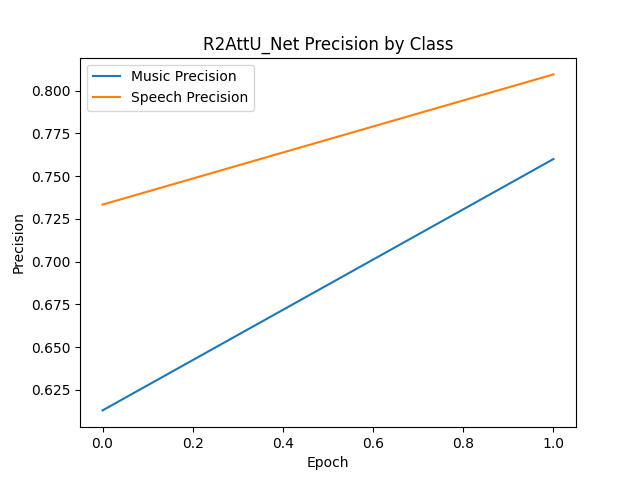 R2AttU_Net Precision by Class
Music Precision
Speech Precision
0.800
0.775
0.750
0.725
0.700
0.675
0.650
0.625
Precision
0.0 0.2 0.4 0.6 0.8 1.0
Epoch